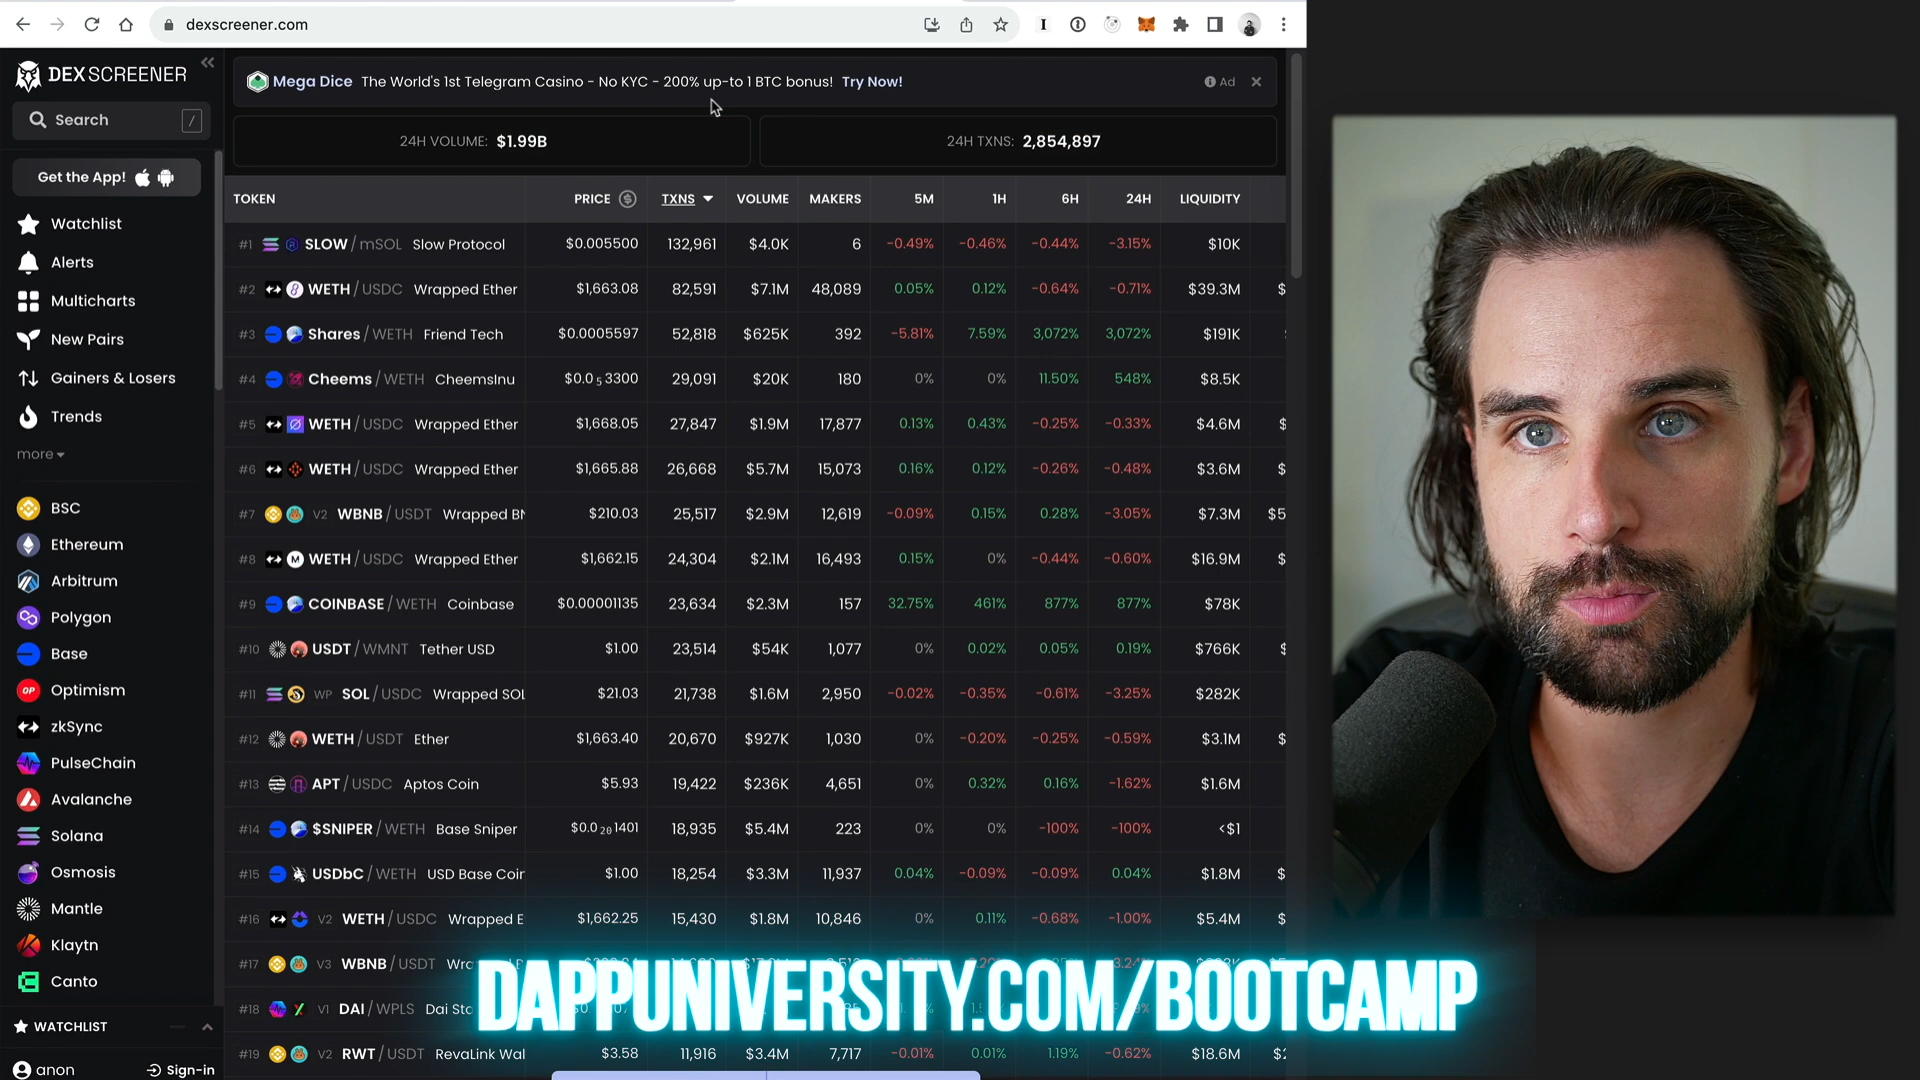 dexscreener.com
DEX SCREENER
Search /
Get the App!
Watchlist
Alerts
Multicharts
New Pairs
Gainers & Losers
Trends
more
BSC
Ethereum
Arbitrum
Polygon
Base
OP Optimism
zkSync
PulseChain
Avalanche
Solana
Osmosis
Mantle
Klaytn
Canto
WATCHLIST
anon Sign-in
Mega Dice The World's 1st Telegram Casino - No KYC - 200% up-to 1 BTC bonus! Try Now! Ad
24H VOLUME: $1.99B 24H TXNS: 2,854,897
TOKEN PRICE TXNS VOLUME MAKERS 5M 1H 6H 24H LIQUIDITY
#1 SLOW / mSOL Slow Protocol $0.005500 132,961 $4.0K 6 -0.49% -0.46% -0.44% -3.15% $10K
#2 WETH / USDC Wrapped Ether $1,663.08 82,591 $7.1M 48,089 0.05% 0.12% -0.64% -0.71% $39.3M $
#3 Shares / WETH Friend Tech $0.0005597 52,818 $625K 392 -5.81% 7.59% 3,072% 3,072% $191K
#4 Cheems / WETH CheemsInu $0.0₅3300 29,091 $20K 180 0% 0% 11.50% 548% $8.5K
#5 WETH / USDC Wrapped Ether $1,668.05 27,847 $1.9M 17,877 0.13% 0.43% -0.25% -0.33% $4.6M $
#6 WETH / USDC Wrapped Ether $1,665.88 26,668 $5.7M 15,073 0.16% 0.12% -0.26% -0.48% $3.6M $
#7 V2 WBNB / USDT Wrapped BN $210.03 25,517 $2.9M 12,619 -0.09% 0.15% 0.28% -3.05% $7.3M $5
#8 WETH / USDC Wrapped Ether $1,662.15 24,304 $2.1M 16,493 0.15% 0% -0.44% -0.60% $16.9M $
#9 COINBASE / WETH Coinbase $0.00001135 23,634 $2.3M 157 32.75% 461% 877% 877% $78K
#10 USDT / WMNT Tether USD $1.00 23,514 $54K 1,077 0% 0.02% 0.05% 0.19% $766K $
#11 WP SOL / USDC Wrapped SOL $21.03 21,738 $1.6M 2,950 -0.02% -0.35% -0.61% -3.25% $282K
#12 WETH / USDT Ether $1,663.40 20,670 $927K 1,030 0% -0.20% -0.25% -0.59% $3.1M $
#13 APT / USDC Aptos Coin $5.93 19,422 $236K 4,651 0% 0.32% 0.16% -1.62% $1.6M
#14 $SNIPER / WETH Base Sniper $0.0₂₀1401 18,935 $5.4M 223 0% 0% -100% -100% <$1
#15 USDbC / WETH USD Base Coin $1.00 18,254 $3.3M 11,937 0.04% -0.09% -0.09% 0.04% $1.8M $
#16 V2 WETH / USDC Wrapped E $1,662.25 15,430 $1.8M 10,846 0% 0.11% -0.68% -1.00% $5.4M $
#17 V3 WBNB / USDT
#18 V1 DAI / WPLS Dai
#19 V2 RWT / USDT RevaLink Wal $3.58 11,916 $3.4M 7,717 -0.01% 0.01% 1.19% -0.62% $18.6M
DAPPUNIVERSITY.COM/BOOTCAMP